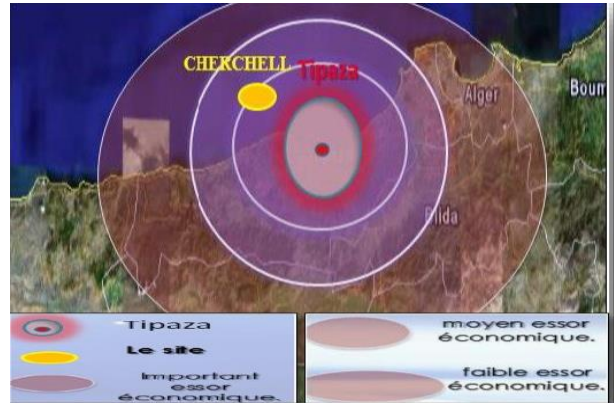 CHERCHELL
Tipaza
Alger
Boum
Blida
Tipaza
Le site
Important
essor
économique.
moyen essor
économique.
faible essor
économique.